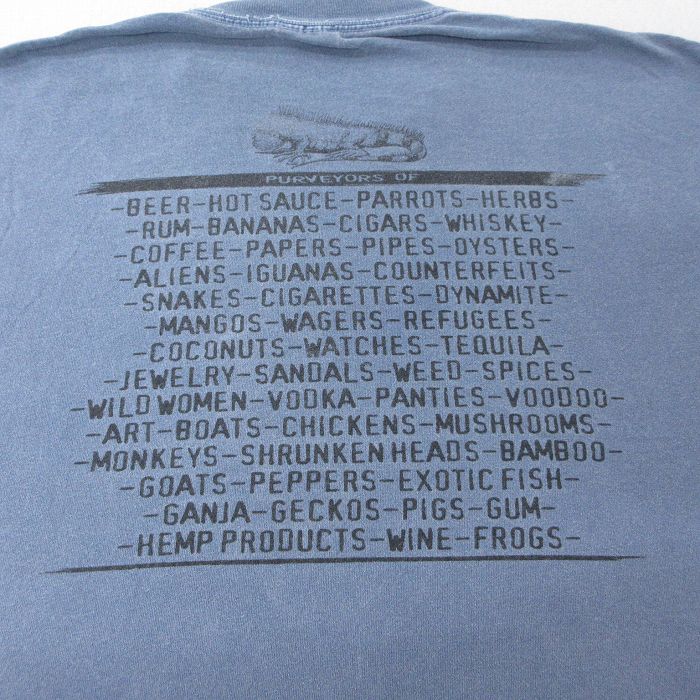 PURVEYORS OF
-BEER-HOT SAUCE-PARROTS-HERBS-
-RUM-BANANAS-CIGARS-WHISKEY-
-COFFEE-PAPERS-PIPES-OYSTERS-
-ALIENS-IGUANAS-COUNTERFEITS-
-SNAKES-CIGARETTES-DYNAMITE-
-MANGOS-WAGERS-REFUGEES-
-COCONUTS-WATCHES-TEQUILA-
-JEWELRY-SANDALS-WEED-SPICES-
-WILD WOMEN-VODKA-PANTIES-VOODOO-
-ART-BOATS-CHICKENS-MUSHROOMS-
-MONKEYS-SHRUNKEN HEADS-BAMBOO-
-GOATS-PEPPERS-EXOTIC FISH-
-GANJA-GECKOS-PIGS-GUM-
-HEMP PRODUCTS-WINE-FROGS-